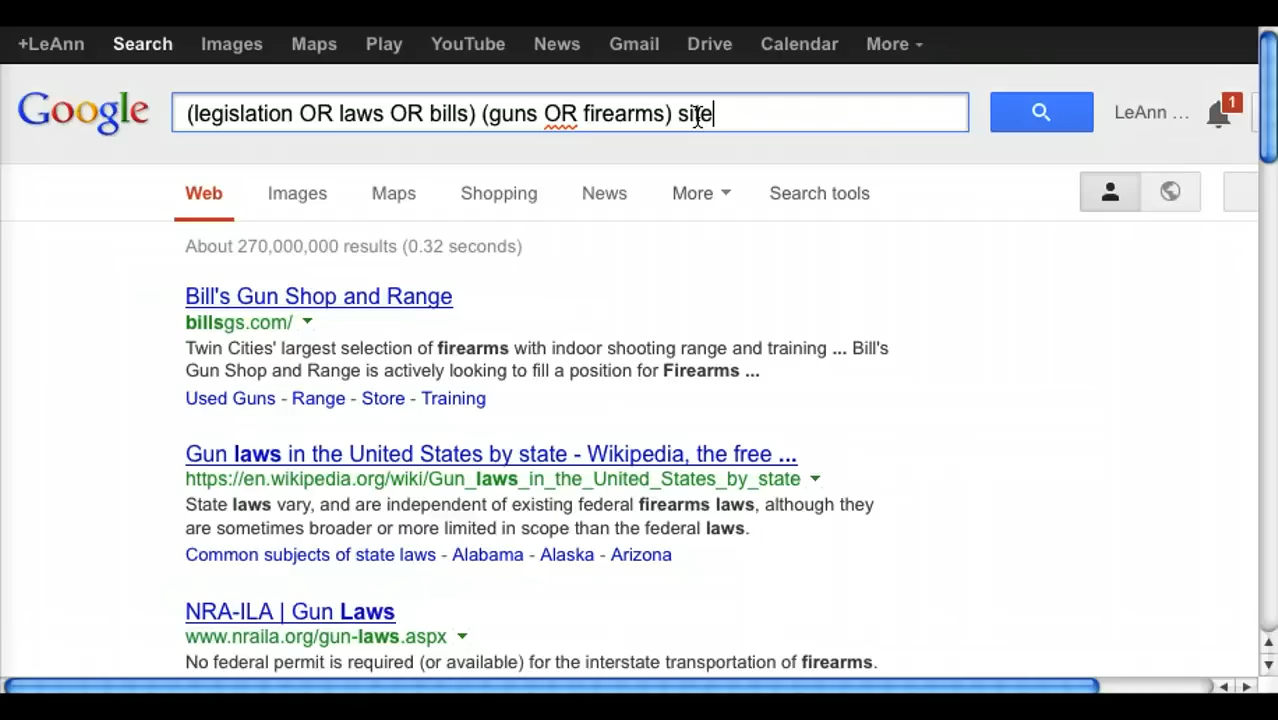 +LeAnn Search Images Maps Play YouTube News Gmail Drive Calendar More
Google (legislation OR laws OR bills) (guns OR firearms) site LeAnn ... 1
Web Images Maps Shopping News More Search tools
About 270,000,000 results (0.32 seconds)
Bill's Gun Shop and Range
billsgs.com/
Twin Cities' largest selection of firearms with indoor shooting range and training ... Bill's
Gun Shop and Range is actively looking to fill a position for Firearms ...
Used Guns - Range - Store - Training
Gun laws in the United States by state - Wikipedia, the free ...
https://en.wikipedia.org/wiki/Gun_laws_in_the_United_States_by_state
State laws vary, and are independent of existing federal firearms laws, although they
are sometimes broader or more limited in scope than the federal laws.
Common subjects of state laws - Alabama - Alaska - Arizona
NRA-ILA | Gun Laws
www.nraila.org/gun-laws.aspx
No federal permit is required (or available) for the interstate transportation of firearms.